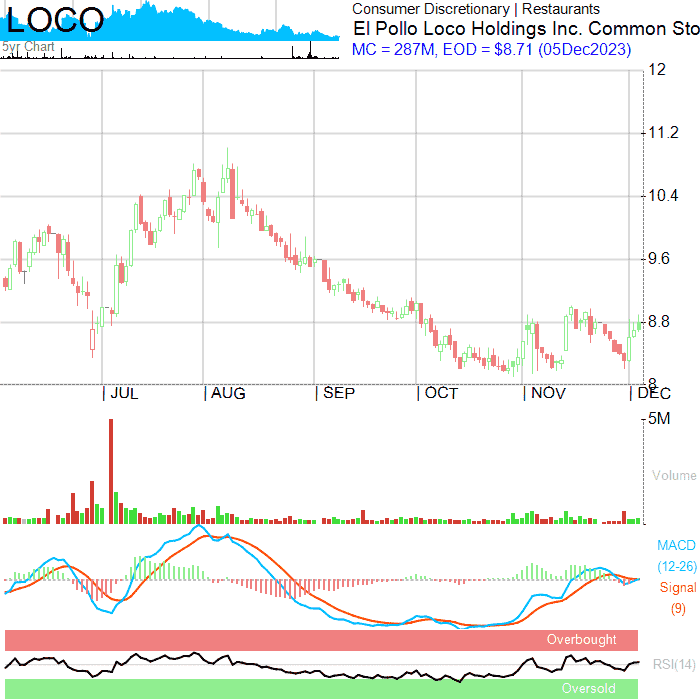 LOCO
5yr Chart
Consumer Discretionary | Restaurants
El Pollo Loco Holdings Inc. Common Sto
MC = 287M, EOD = $8.71 (05Dec2023)
12
11.2
10.4
9.6
8.8
8
| JUL | AUG | SEP | OCT | NOV | DEC
5M
Volume
MACD
(12-26)
Signal
(9)
Overbought
RSI(14)
Oversold